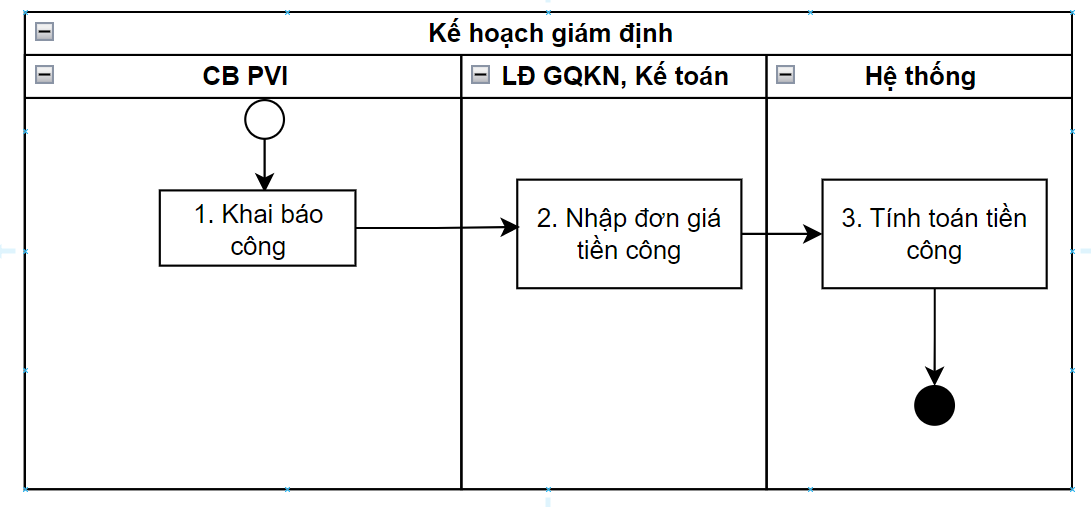 Kế hoạch giám định
CB PVI
LĐ GQKN, Kế toán
Hệ thống
1. Khai báo
công
2. Nhập đơn giá
tiền công
3. Tính toán tiền
công